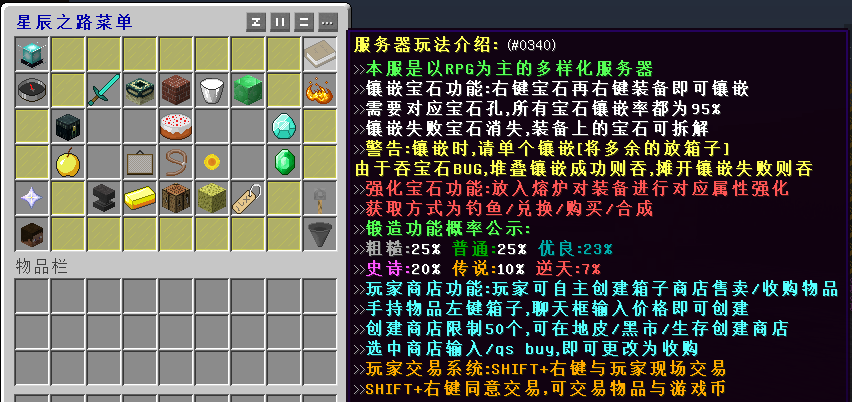 星辰之路菜单
服务器玩法介绍: (#0340)
»本服是以RPG为主的多样化服务器
»镶嵌宝石功能:右键宝石再右键装备即可镶嵌
»需要对应宝石孔,所有宝石镶嵌率都为95%
»镶嵌失败宝石消失,装备上的宝石可拆解
»警告:镶嵌时,请单个镶嵌[将多余的放箱子]
由于吞宝石BUG,堆叠镶嵌成功则吞,摊开镶嵌失败则吞
»强化宝石功能:放入熔炉对装备进行对应属性强化
»获取方式为钓鱼/兑换/购买/合成
»锻造功能概率公示:
»粗糙:25% 普通:25% 优良:23%
»史诗:20% 传说:10% 逆天:7%
»玩家商店功能:玩家可自主创建箱子商店售卖/收购物品
»手持物品左键箱子,聊天框输入价格即可创建
»创建商店限制50个,可在地皮/黑市/生存创建商店
»选中商店输入/qs buy,即可更改为收购
»玩家交易系统:SHIFT+右键与玩家现场交易
»SHIFT+右键同意交易,可交易物品与游戏币
物品栏